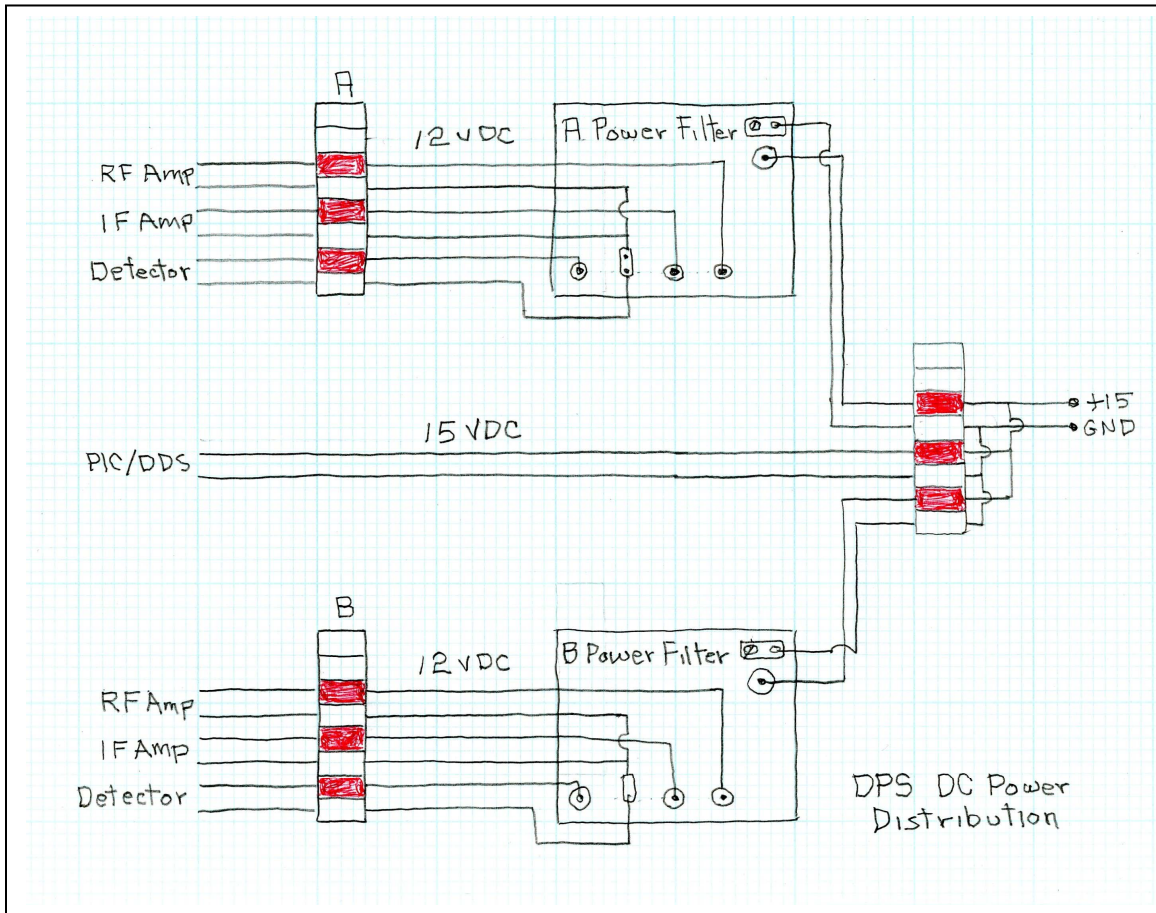 A
12 VDC
A Power Filter
RF Amp
IF Amp
Detector
+15
GND
15 VDC
PIC/DDS
B
12 VDC
B Power Filter
RF Amp
IF Amp
Detector
DPS DC Power
Distribution